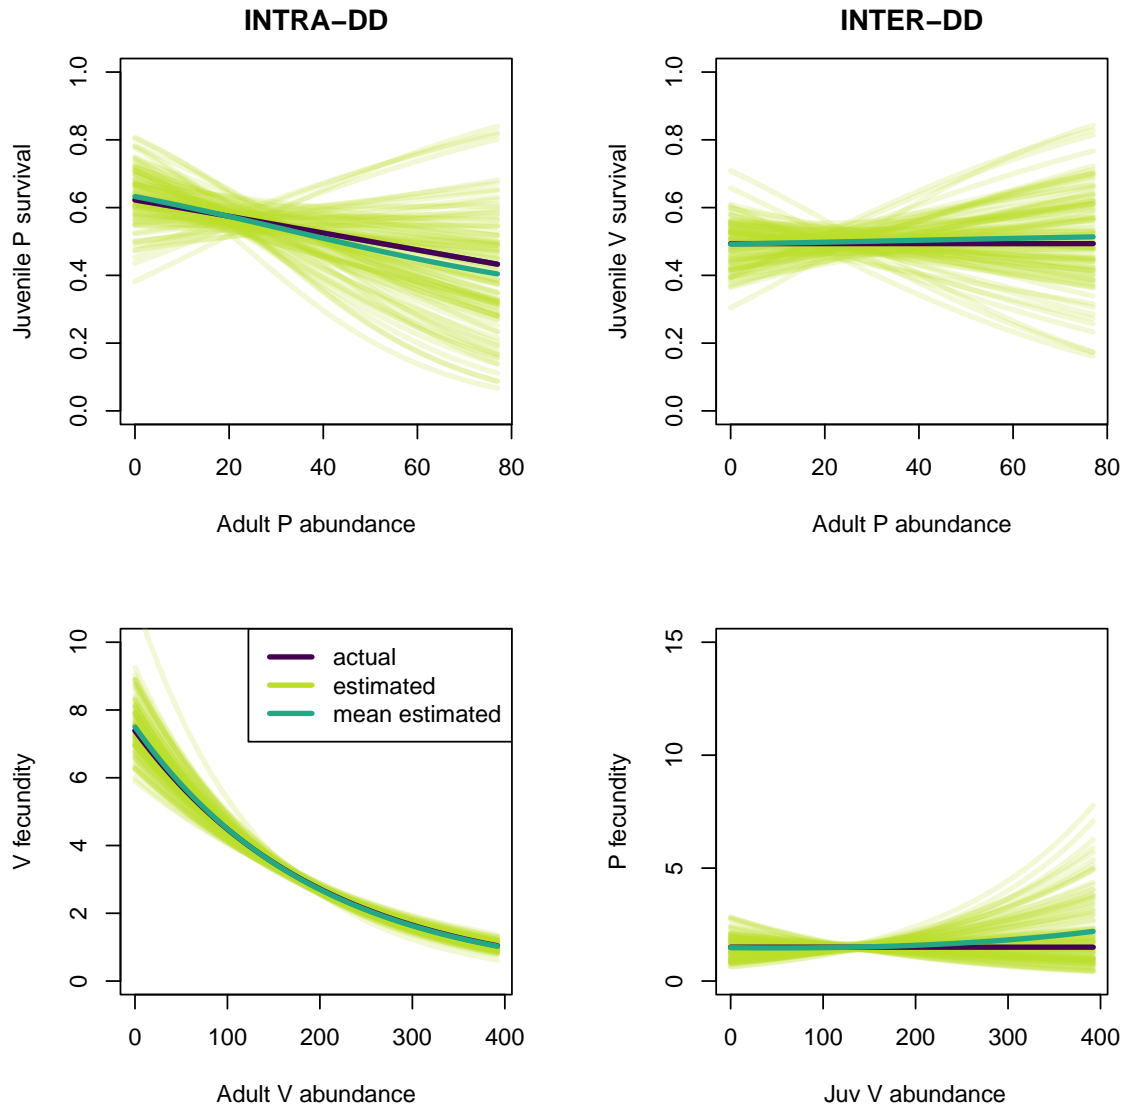 INTRA−DD
INTER−DD
Juvenile P survival
0.0 0.2 0.4 0.6 0.8 1.0
0 20 40 60 80
Adult P abundance
Juvenile V survival
0.0 0.2 0.4 0.6 0.8 1.0
0 20 40 60 80
Adult P abundance
V fecundity
0 2 4 6 8 10
actual
estimated
mean estimated
0 100 200 300 400
Adult V abundance
P fecundity
0 5 10 15
0 100 200 300 400
Juv V abundance